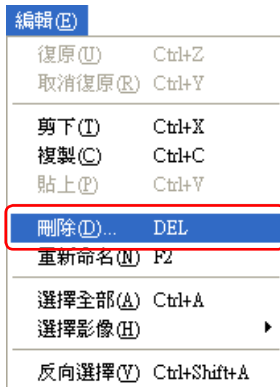 編輯(E)
復原(U) Ctrl+Z
取消復原(R) Ctrl+Y
剪下(T) Ctrl+X
複製(C) Ctrl+C
貼上(P) Ctrl+V
刪除(D)... DEL
重新命名(N) F2
選擇全部(A) Ctrl+A
選擇影像(H)
反向選擇(V) Ctrl+Shift+A